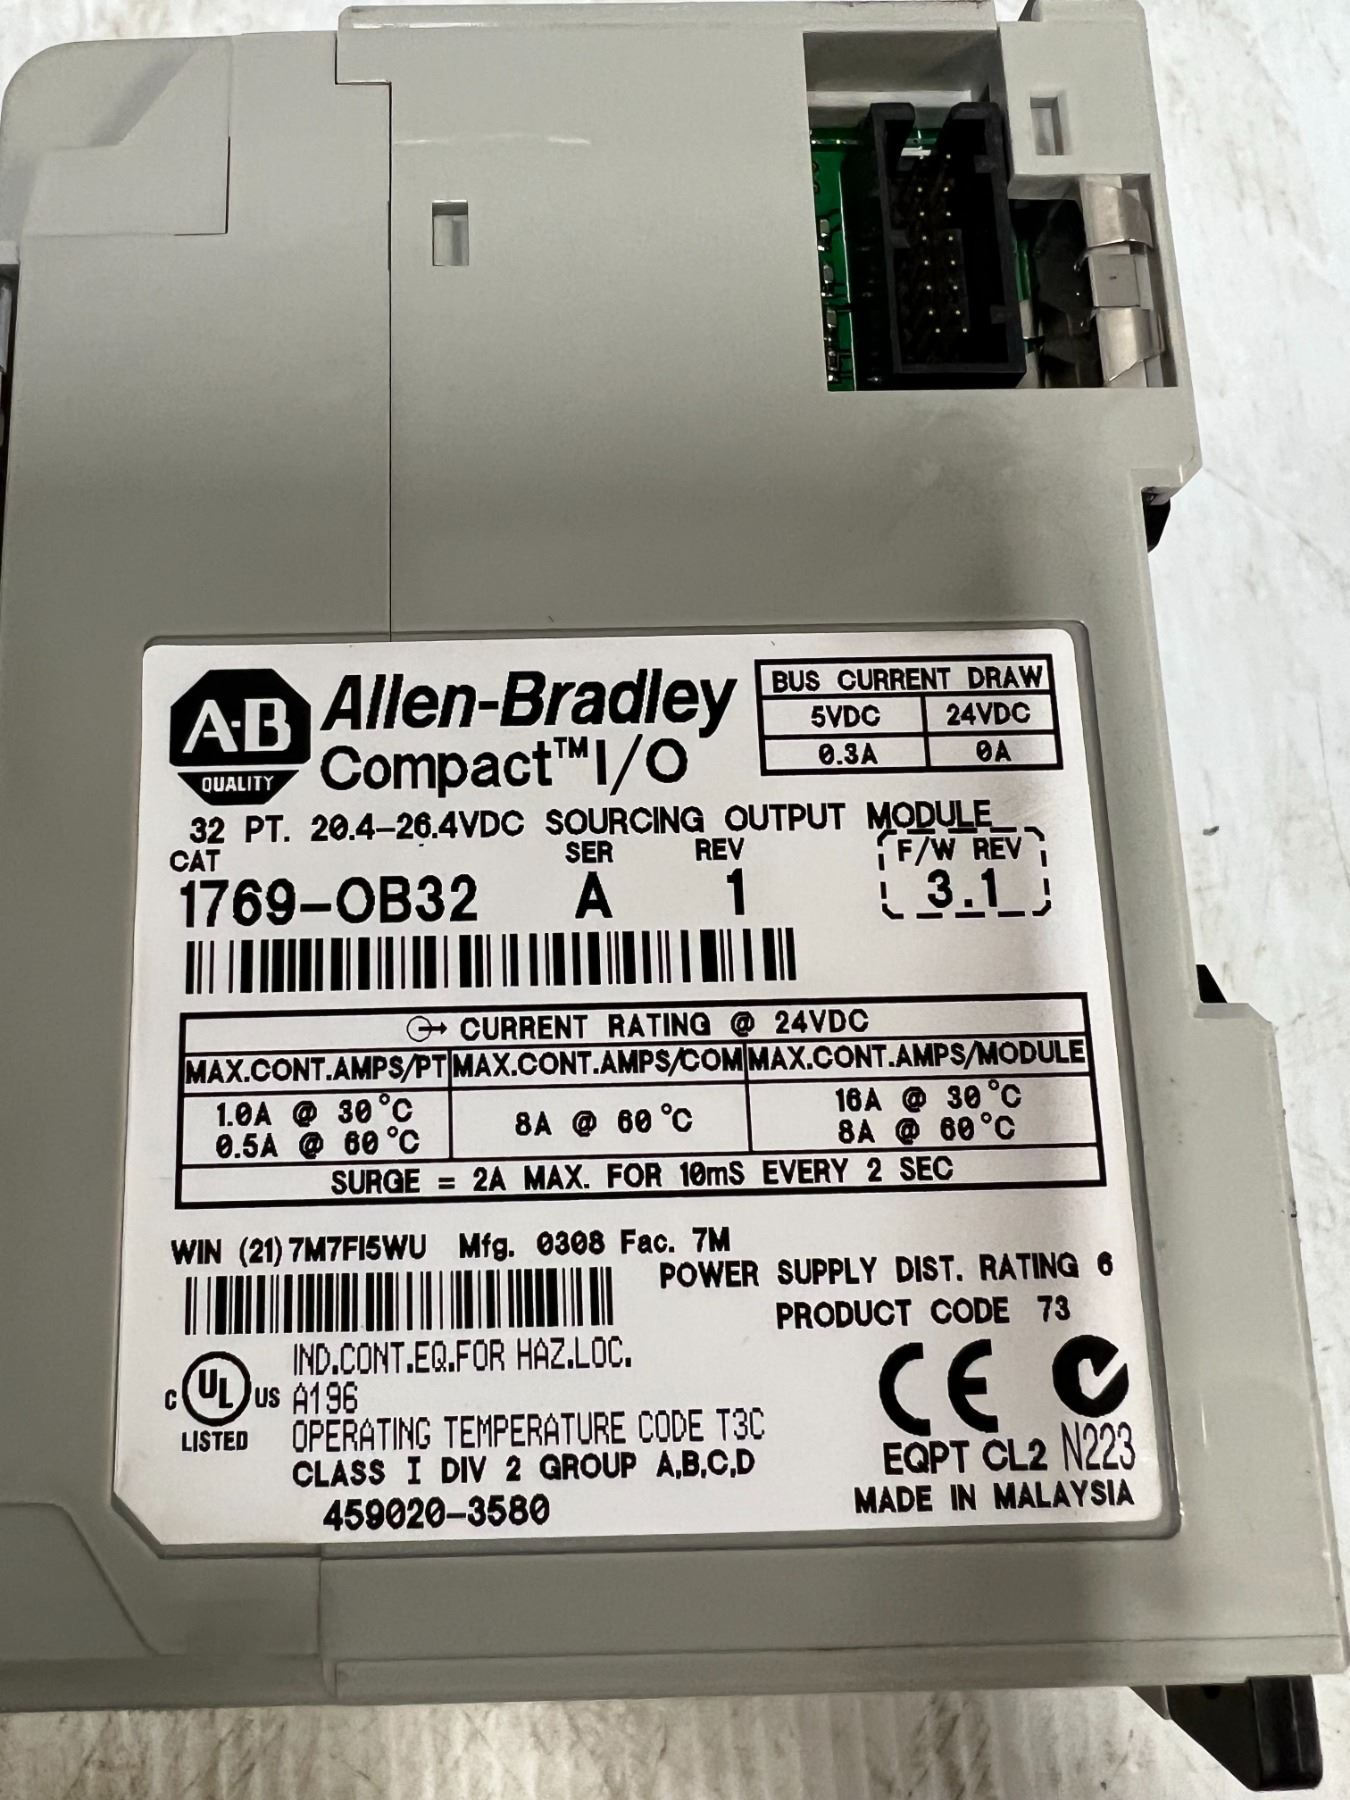 A-B
QUALITY
Allen-Bradley
Compact™ I/O
BUS CURRENT DRAW
5VDC 24VDC
0.3A 0A
32 PT. 20.4-26.4VDC SOURCING OUTPUT MODULE
CAT SER REV F/W REV
1769-OB32 A 1 3.1
CURRENT RATING @ 24VDC
MAX.CONT.AMPS/PT MAX.CONT.AMPS/COM MAX.CONT.AMPS/MODULE
1.0A @ 30°C 8A @ 60°C 16A @ 30°C
0.5A @ 60°C 8A @ 60°C
SURGE = 2A MAX. FOR 10mS EVERY 2 SEC
WIN (21) 7M7FI5WU Mfg. 0308 Fac. 7M
POWER SUPPLY DIST. RATING 6
PRODUCT CODE 73
IND.CONT.EQ.FOR HAZ.LOC.
C UL US A196
LISTED OPERATING TEMPERATURE CODE T3C
CLASS I DIV 2 GROUP A,B,C,D
459020-3580
CE
EQPT CL2 N223
MADE IN MALAYSIA